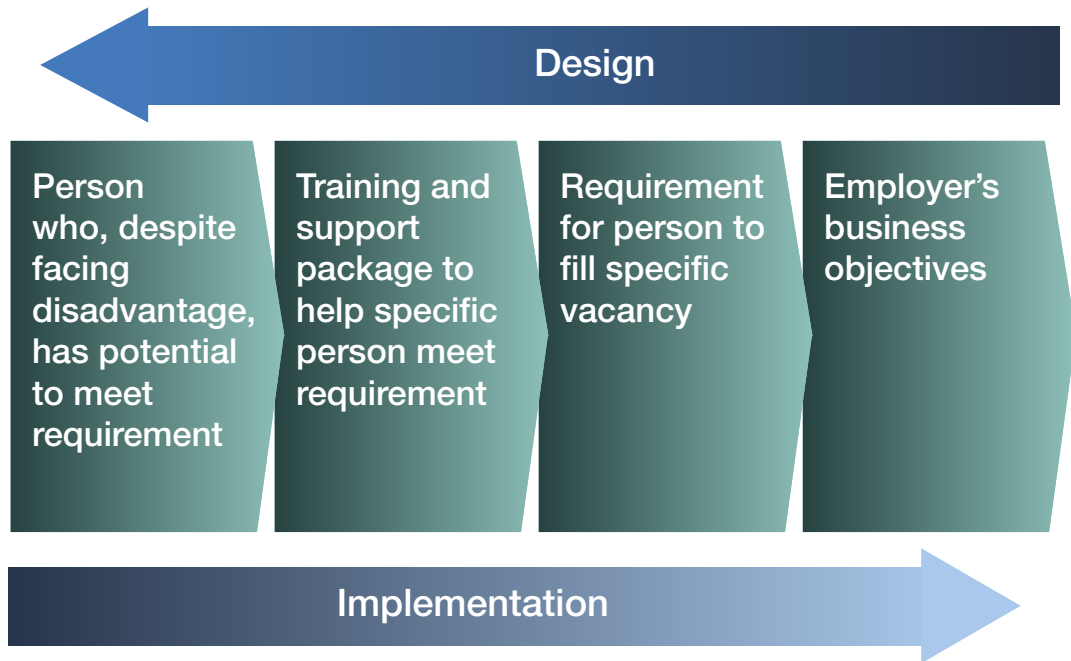 Design
Person
who, despite
facing
disadvantage,
has potential
to meet
requirement
Training and
support
package to
help specific
person meet
requirement
Requirement
for person to
fill specific
vacancy
Employer’s
business
objectives
Implementation